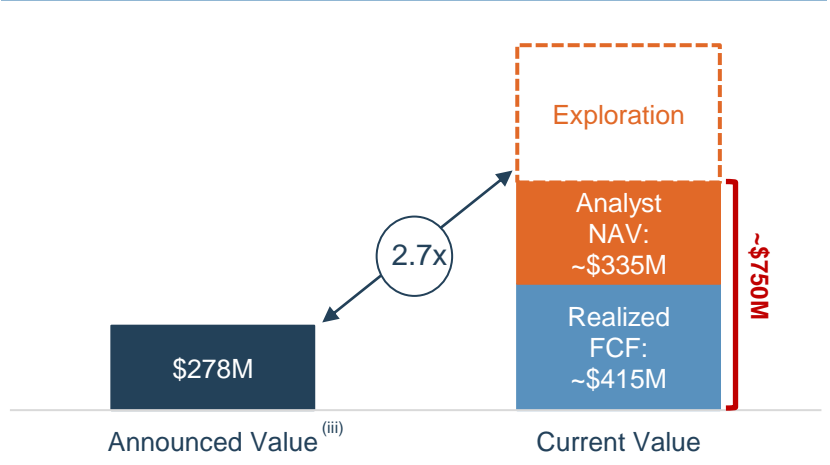 Exploration
Analyst
NAV:
~$335M
2.7x
~$750M
Realized
FCF:
~$415M
$278M
Announced Value (iii)
Current Value